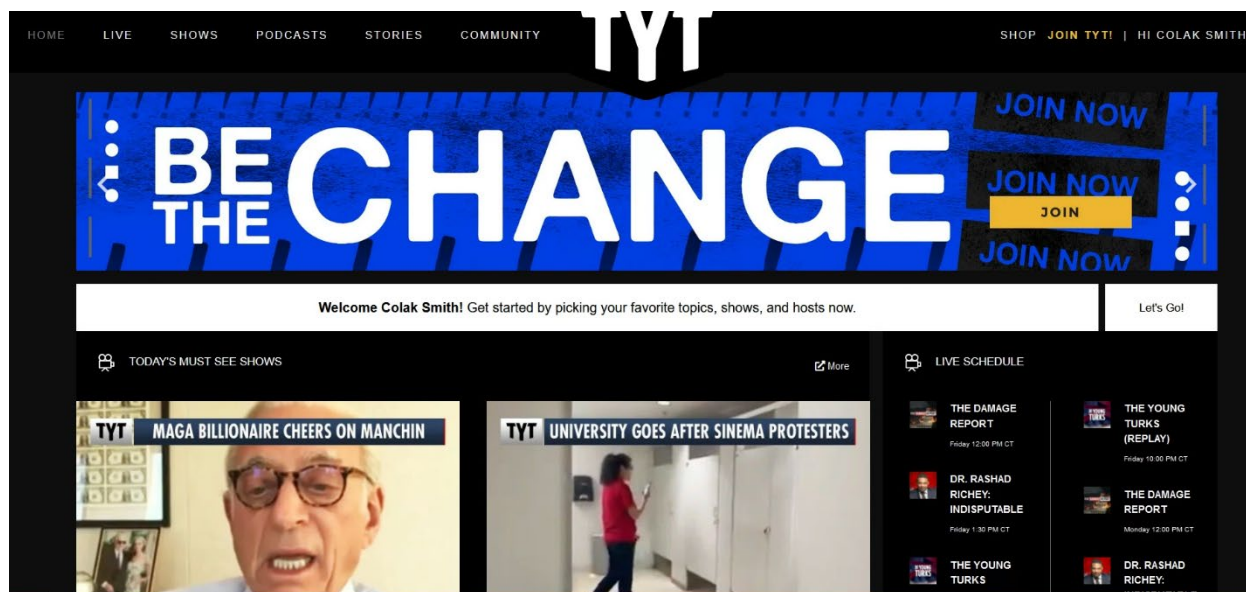 HOME LIVE SHOWS PODCASTS STORIES COMMUNITY
TYT
SHOP JOIN TYT! | HI COLAK SMITH
BE
THE
CHANGE
JOIN NOW
JOIN NOW
JOIN
JOIN NOW
Welcome Colak Smith! Get started by picking your favorite topics, shows, and hosts now.
Let's Go!
TODAY'S MUST SEE SHOWS
More
TYT MAGA BILLIONAIRE CHEERS ON MANCHIN
TYT UNIVERSITY GOES AFTER SINEMA PROTESTERS
LIVE SCHEDULE
THE DAMAGE
REPORT
Friday 12:00 PM CT
DR. RASHAD
RICHEY:
INDISPUTABLE
Friday 1:30 PM CT
THE YOUNG
TURKS
THE YOUNG
TURKS
(REPLAY)
Friday 10:00 PM CT
THE DAMAGE
REPORT
Monday 12:00 PM CT
DR. RASHAD
RICHEY: